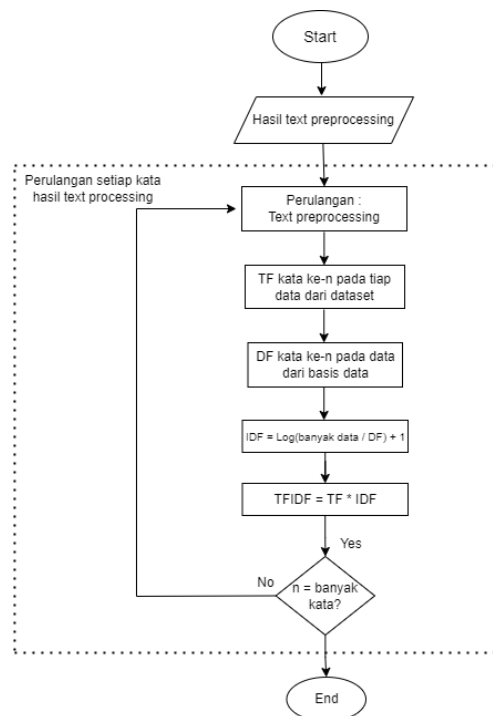 Start
Hasil text preprocessing
Perulangan setiap kata
hasil text processing
Perulangan :
Text preprocessing
TF kata ke-n pada tiap
data dari dataset
DF kata ke-n pada data
dari basis data
IDF = Log(banyak data / DF) + 1
TFIDF = TF * IDF
Yes
No
n = banyak
kata?
End